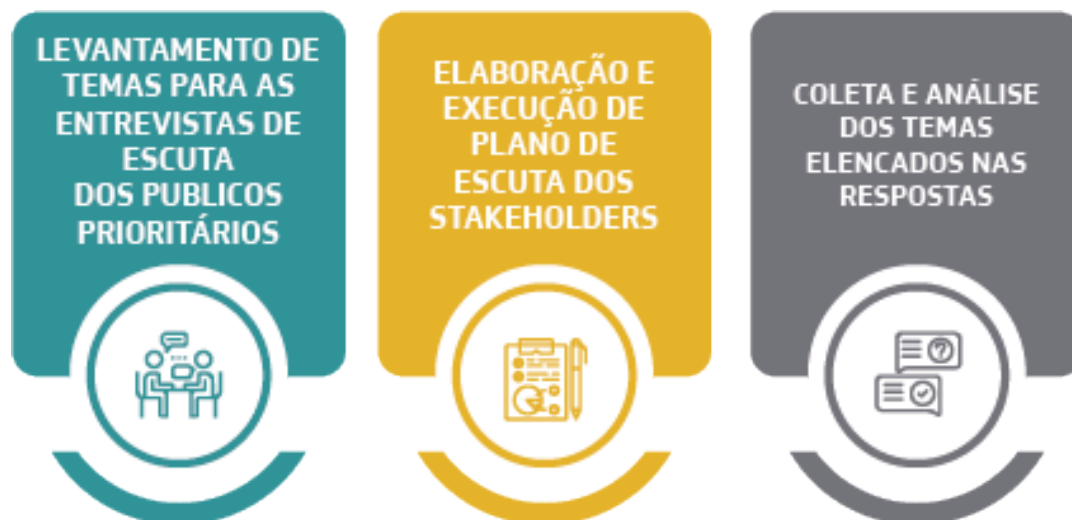 LEVANTAMENTO DE
TEMAS PARA AS
ENTREVISTAS DE
ESCUTA
DOS PUBLICOS
PRIORITÁRIOS
ELABORAÇÃO E
EXECUÇÃO DE
PLANO DE
ESCUTA DOS
STAKEHOLDERS
COLETA E ANÁLISE
DOS TEMAS
ELENCADOS NAS
RESPOSTAS